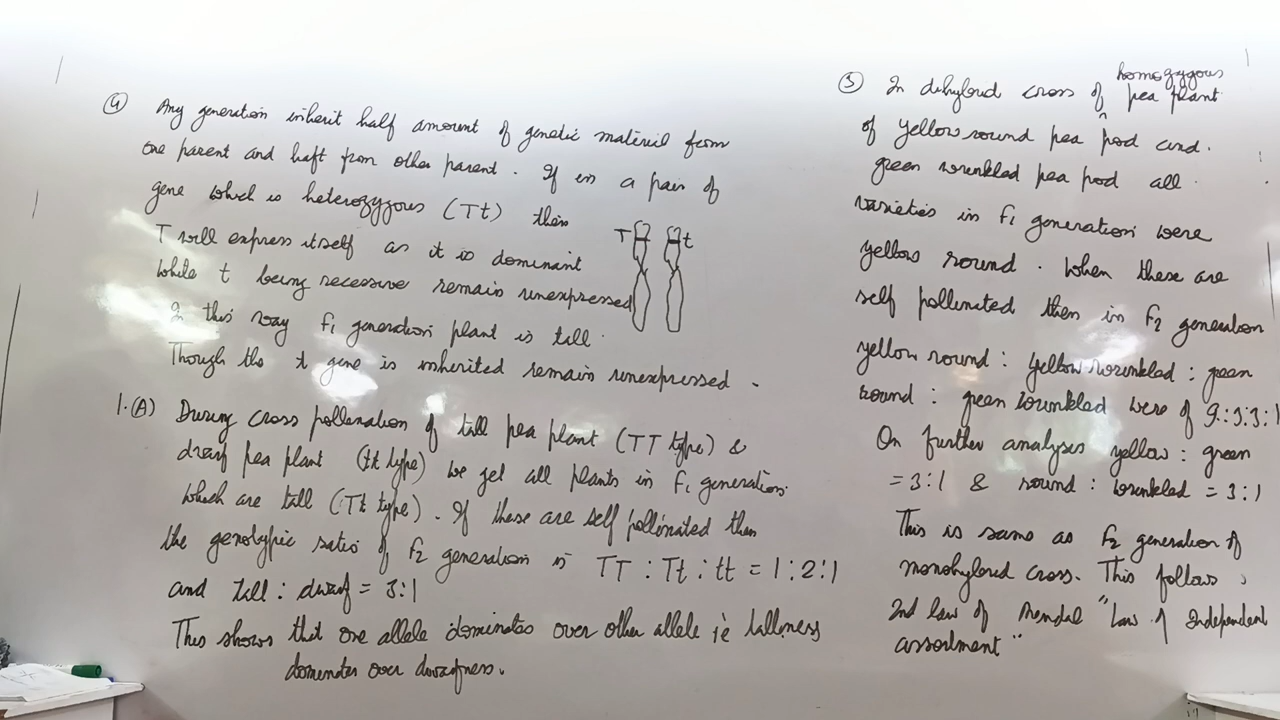 ④ Any generation inherit half amount of genetic material from
one parent and haft from other parent. If in a pair of
gene which is heterozygous (Tt) then
T will express itself as it is dominant
while t being recessive remain unexpressed
In this way F1 generation plant is tall.
Though the t gene is inherited remain unexpressed.
T t
1.(A) During cross pollenation of tall pea plant (TT type) &
dwarf pea plant (tt type) we get all plants in F1 generation
which are tall (Tt type). If these are self pollinated then
the genotypic ratio of F2 generation is TT : Tt : tt = 1:2:1
and tall : dwarf = 3:1
This shows that one allele dominates over other allele ie tallness
dominates over dwarfness.
⑤ In dihybrid cross of homozygous pea plant
of yellow round pea pod and.
green wrinkled pea pod all
varieties in F1 generation were
yellow round. When these are
self pollinated then in F2 generation
yellow round : yellow wrinkled : green
round : green wrinkled were of 9:3:3:1
On further analyses yellow : green
= 3:1 & round : wrinkled = 3:1
This is same as F2 generation of
monohybrid cross. This follows
2nd law of Mendal "Law of Independent
assortment"